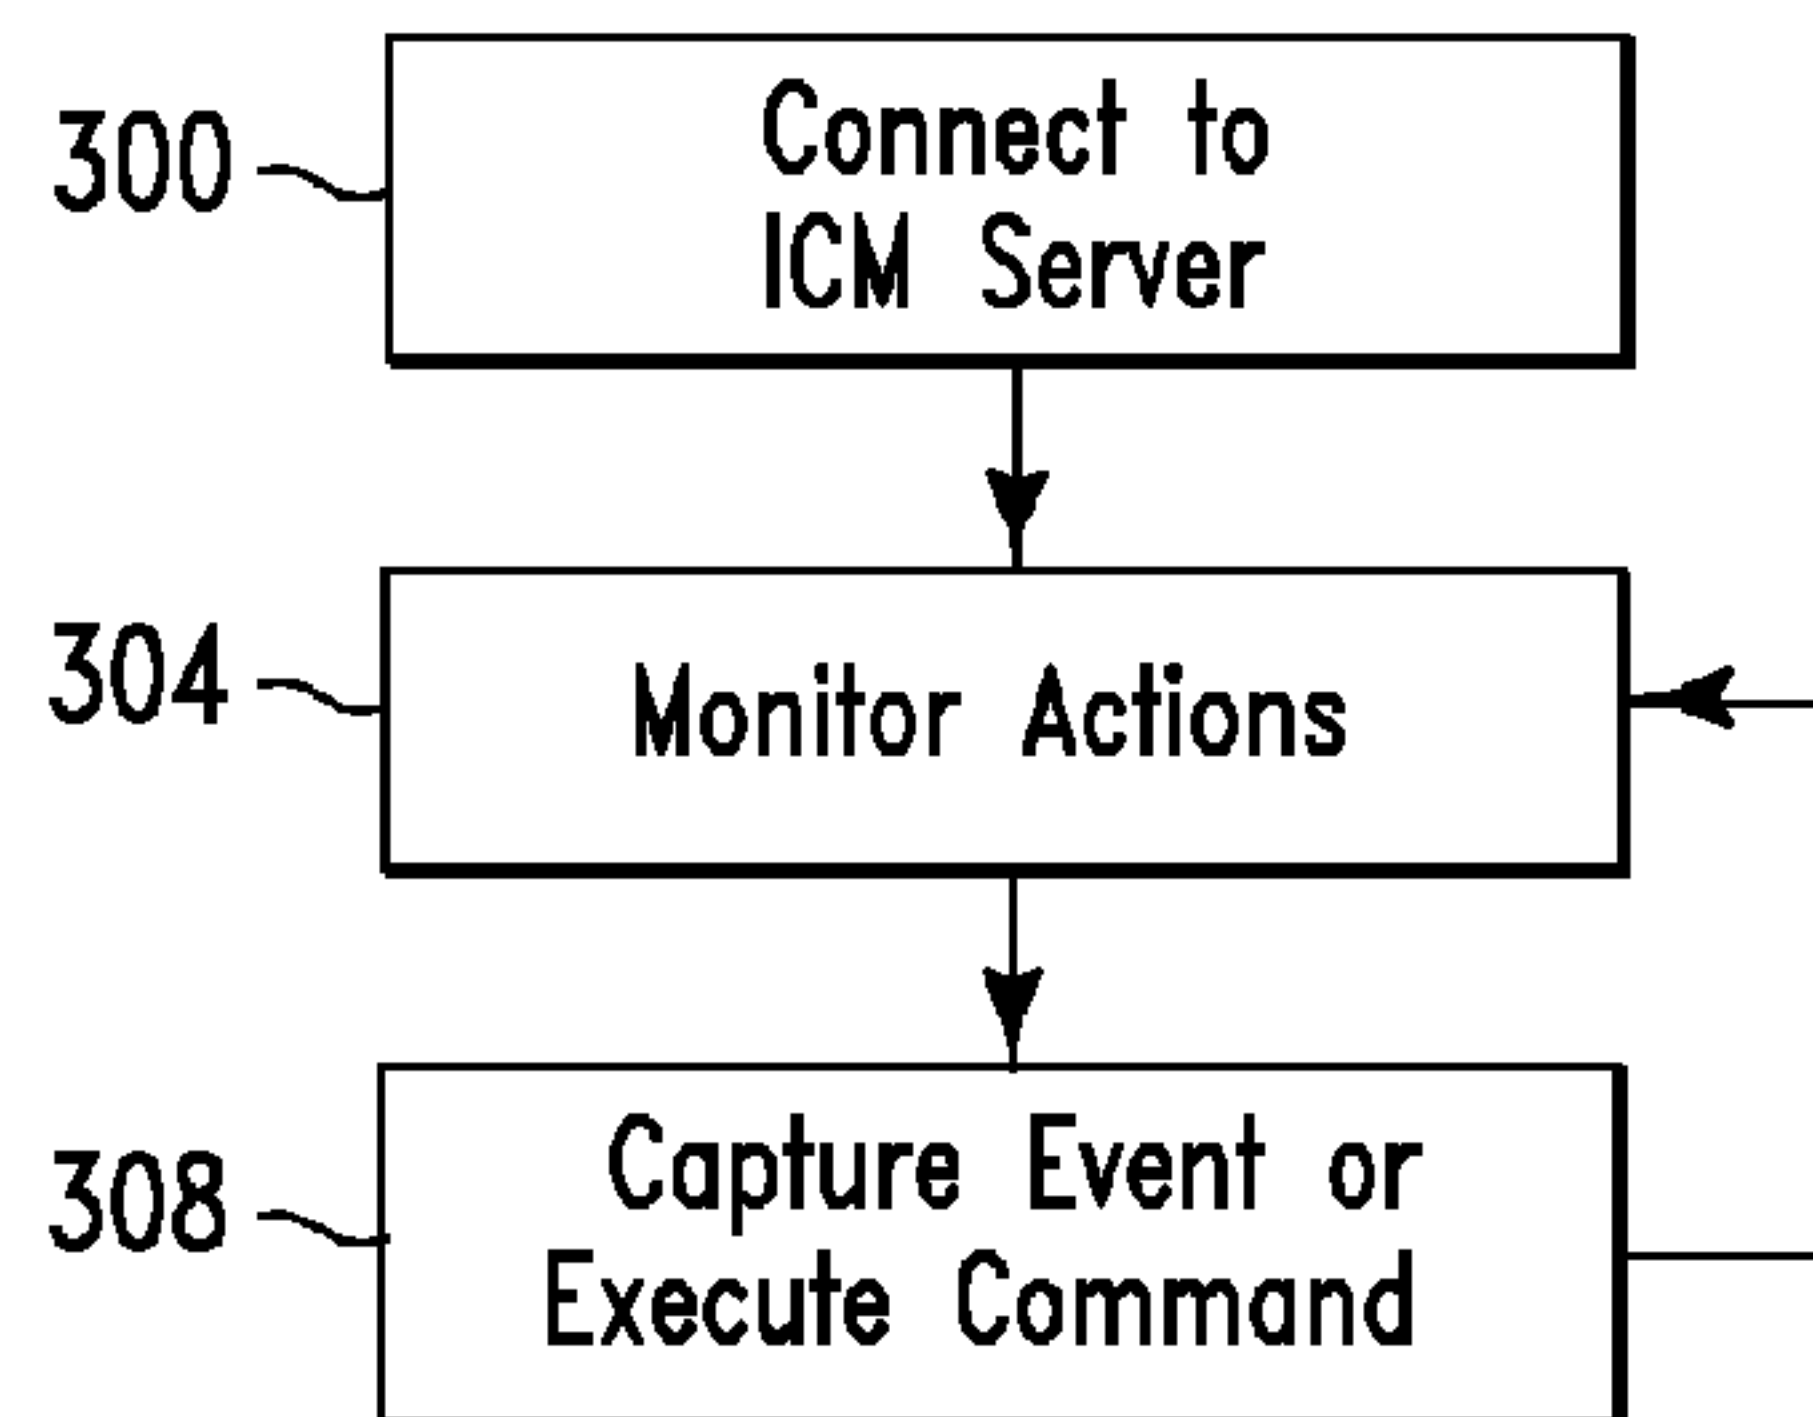 300
Connect to
ICM Server
304
Monitor Actions
308
Capture Event or
Execute Command